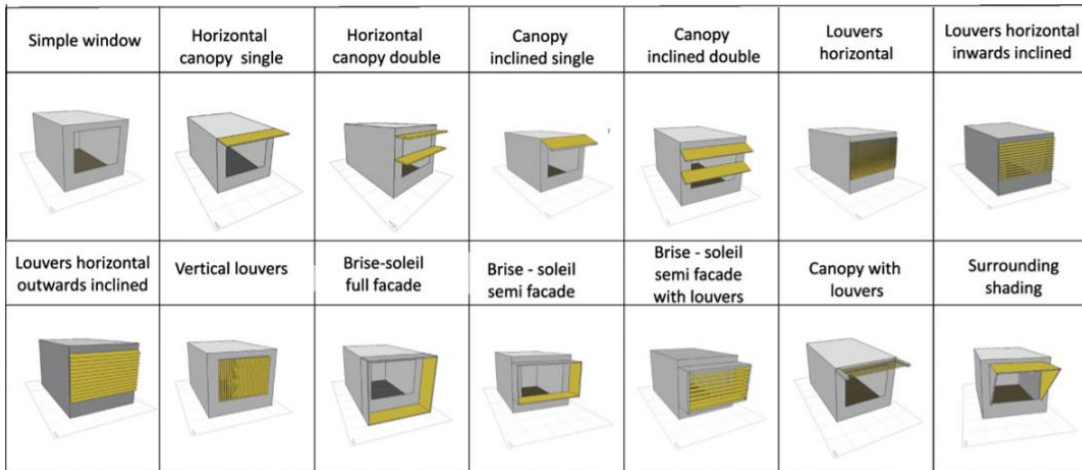 Simple window
Horizontal
canopy single
Horizontal
canopy double
Canopy
inclined single
Canopy
inclined double
Louvers
horizontal
Louvers horizontal
inwards inclined
Louvers horizontal
outwards inclined
Vertical louvers
Brise-soleil
full facade
Brise - soleil
semi facade
Brise - soleil
semi facade
with louvers
Canopy with
louvers
Surrounding
shading